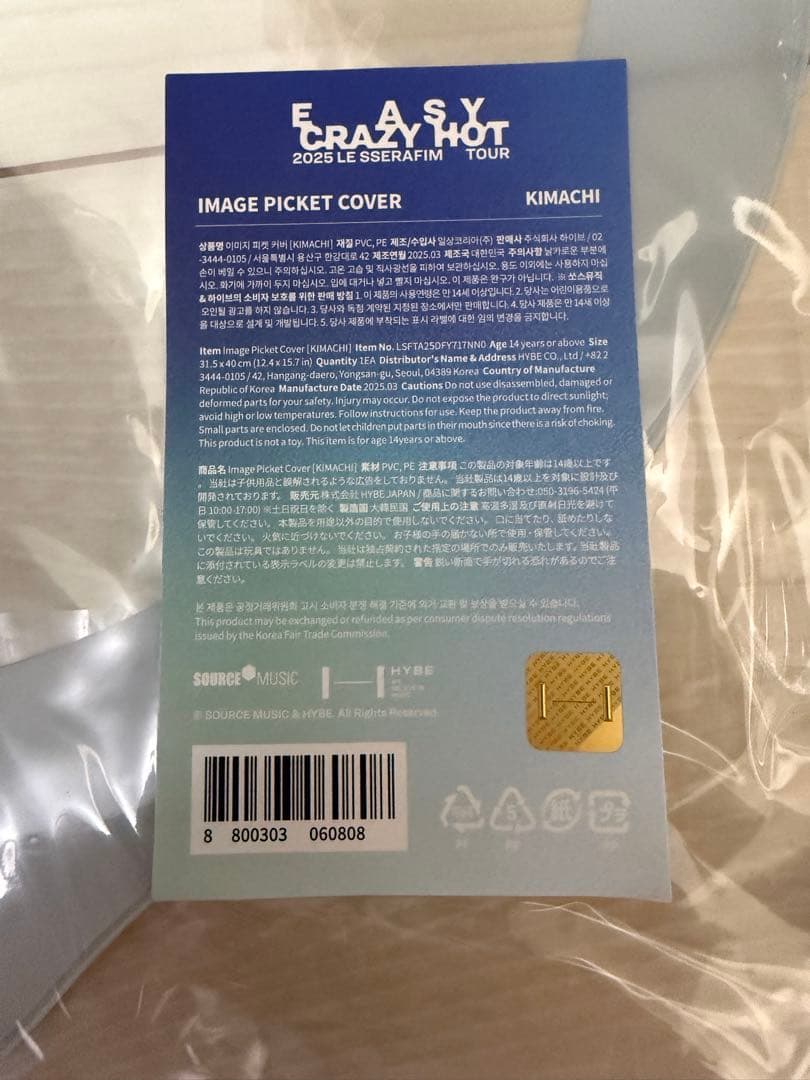 E ASY
CRAZY HOT
2025 LE SSERAFIM TOUR
IMAGE PICKET COVER KIMACHI
상품명 이미지 피켓 커버 [KIMACHI] 재질 PVC, PE 제조/수입사 일상코리아(주) 판매사 주식회사 하이브 / 02
-3444-0105 / 서울특별시 용산구 한강대로 42 제조연월 2025.03 제조국 대한민국 주의사항 날카로운 부분에
손이 베일 수 있으니 주의하십시오. 고온 고습 및 직사광선을 피하여 보관하십시오. 용도 이외에는 사용하지 마십
시오. 화기에 가까이 두지 마십시오. 입에 대거나 넣고 빨지 마십시오. 이 제품은 완구가 아닙니다. ※ 쏘스뮤직
& 하이브의 소비자 보호를 위한 판매 방침 1. 이 제품의 사용연령은 만 14세 이상입니다. 2. 당사는 어린이용품으로
오인될 광고를 하지 않습니다. 3. 당사와 독점 계약된 지정된 장소에서만 판매합니다. 4. 당사 제품은 만 14세 이상
을 대상으로 설계 및 개발됩니다. 5. 당사 제품에 부착되는 표시 라벨에 대한 임의 변경을 금지합니다.
Item Image Picket Cover [KIMACHI] Item No. LSFTA25DFY717NN0 Age 14 years or above Size
31.5 x 40 cm (12.4 x 15.7 in) Quantity 1EA Distributor's Name & Address HYBE CO., Ltd / +82 2
3444-0105 / 42, Hangang-daero, Yongsan-gu, Seoul, 04389 Korea Country of Manufacture
Republic of Korea Manufacture Date 2025.03 Cautions Do not use disassembled, damaged or
deformed parts for your safety. Injury may occur. Do not expose the product to direct sunlight;
avoid high or low temperatures. Follow instructions for use. Keep the product away from fire.
Small parts are enclosed. Do not let children put parts in their mouth since there is a risk of choking.
This product is not a toy. This item is for age 14years or above.
商品名 Image Picket Cover [KIMACHI] 素材 PVC, PE 注意事項 この製品の対象年齢は14歳以上です
。当社は子供用品と誤解されるような広告をしておりません。 当社製品は14歳以上を対象に設計及び
開発されております。 販売元 株式会社 HYBE JAPAN / 商品に関するお問い合わせ:050-3196-5424 (平
日 10:00-17:00) ※土日祝日を除く 製造国 大韓民国 ご使用上の注意 高温多湿及び直射日光を避けて
保管してください。 本製品を用途以外の目的で使用しないでください。 口に当てたり、舐めたりしな
いでください。 火気に近づけないでください。 お子様の手の届かない所で使用・保管してください。
この製品は玩具ではありません。 当社は独占契約された指定の場所でのみ販売いたします。当社製品
に添付されている表示ラベルの変更は禁止します。 警告 鋭い断面で手が切れる恐れがあるのでご注
意ください。
본 제품은 공정거래위원회 고시 소비자 분쟁 해결 기준에 의거 교환 및 보상을 받으실 수 있습니다.
This product may be exchanged or refunded as per consumer dispute resolution regulations
issued by the Korea Fair Trade Commission.
SOURCE MUSIC HYBE
© SOURCE MUSIC & HYBE. All Rights Reserved.
8 800303 060808